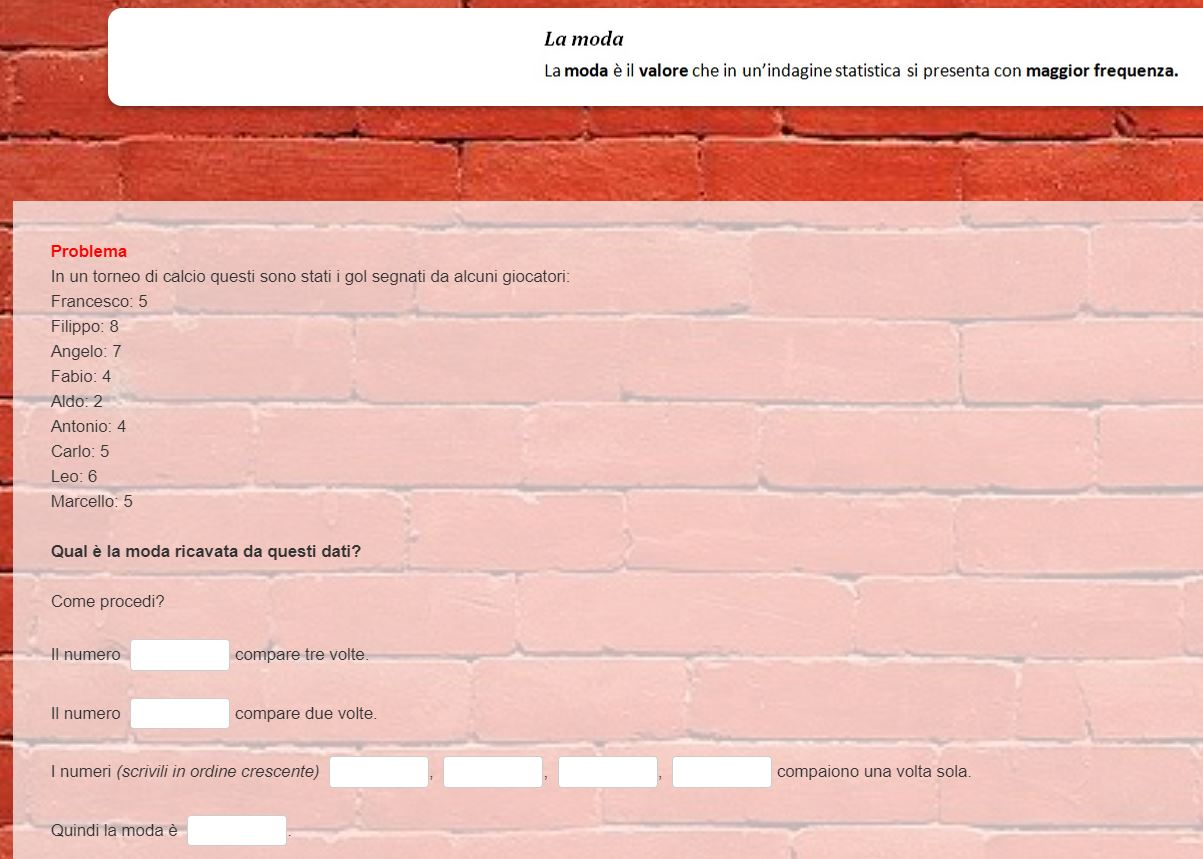 La moda
La moda è il valore che in un’indagine statistica si presenta con maggior frequenza.
Problema
In un torneo di calcio questi sono stati i gol segnati da alcuni giocatori:
Francesco: 5
Filippo: 8
Angelo: 7
Fabio: 4
Aldo: 2
Antonio: 4
Carlo: 5
Leo: 6
Marcello: 5
Qual è la moda ricavata da questi dati?
Come procedi?
Il numero compare tre volte.
Il numero compare due volte.
I numeri (scrivili in ordine crescente) , , , compaiono una volta sola.
Quindi la moda è .